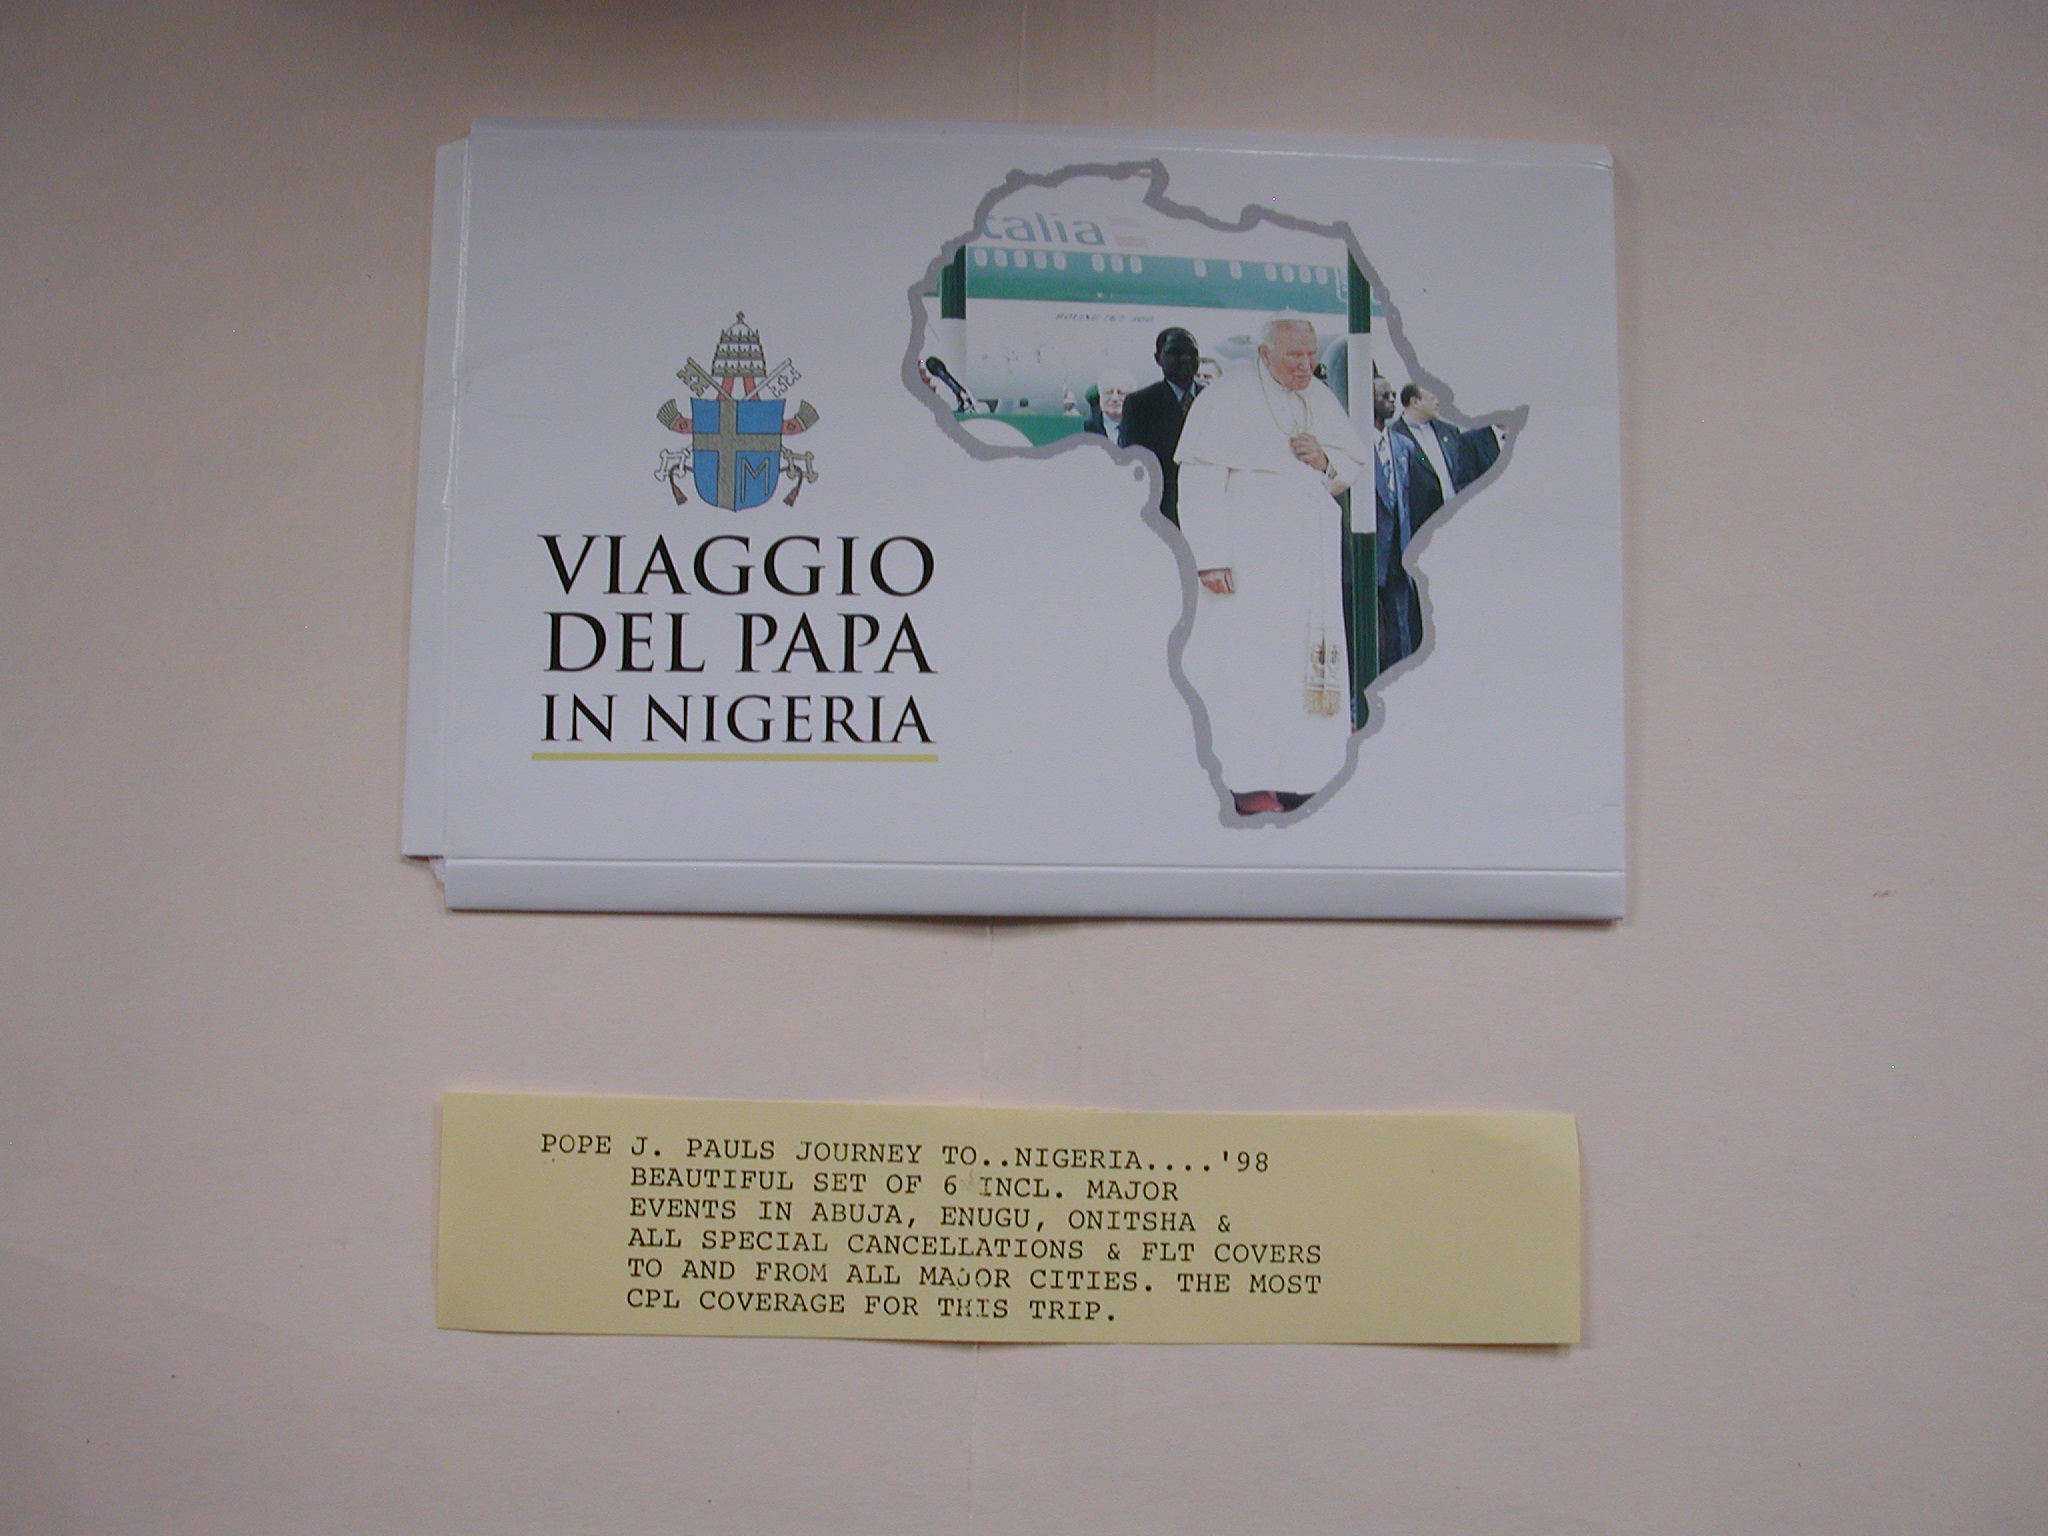 talia
VIAGGIO
DEL PAPA
IN NIGERIA
M
POPE J. PAULS JOURNEY TO..NIGERIA....'98
BEAUTIFUL SET OF 6 INCL. MAJOR
EVENTS IN ABUJA, ENUGU, ONITSHA &
ALL SPECIAL CANCELLATIONS & FLT COVERS
TO AND FROM ALL MAJOR CITIES. THE MOST
CPL COVERAGE FOR THIS TRIP.